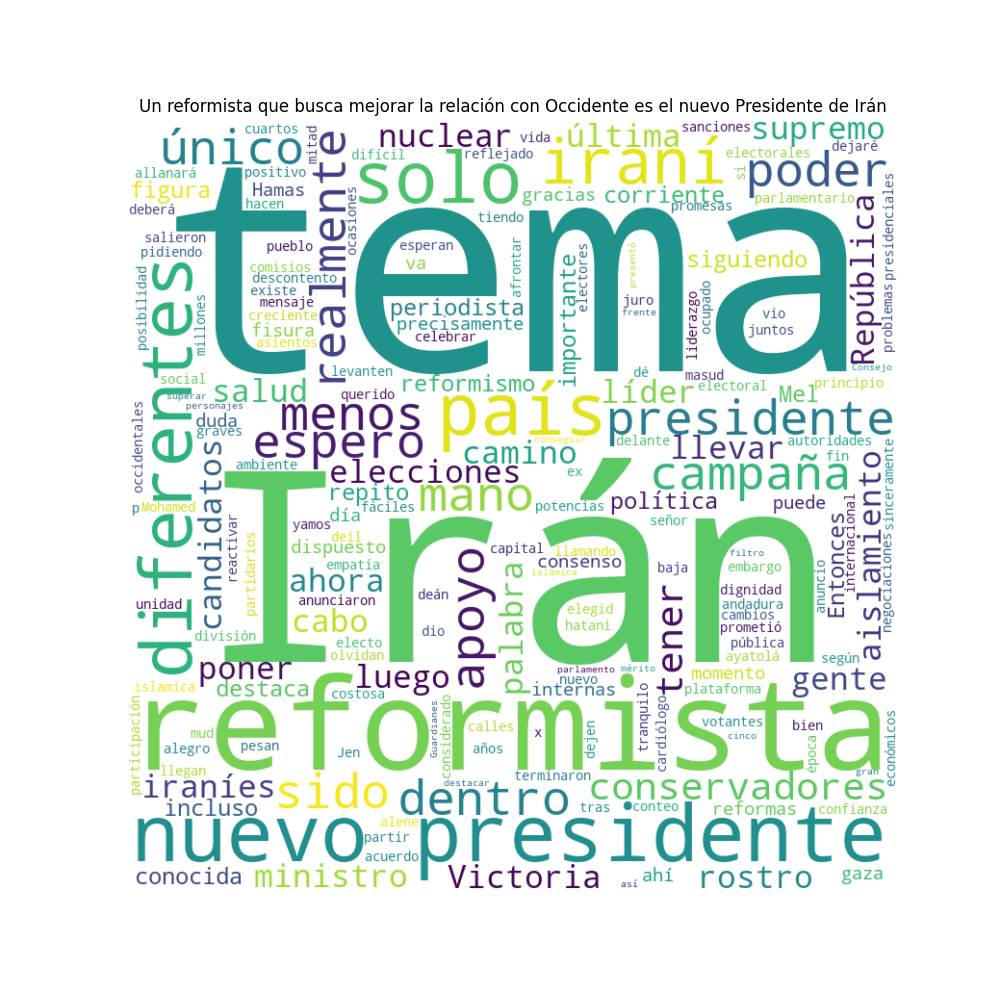 Un reformista que busca mejorar la relación con Occidente es el nuevo Presidente de Irán
cuartos
mitad
nuclear
vida
última
sanciones
supremo
único
difícil
reflejado
iraní
electorales
dejaré
allanará
positivo
realmente
solo
si
poder
figura
Hamas
ocasiones
gracias
corriente
parlamentario
deberá
hacen
tema
tiendo
promesas
presidenciales
salieron
pueblo
esperan
afrontar
electores
presentó
siguiendo
República
pidiendo
diferentes
comisios
va
importante
posibilidad
descontento
existe
millones
mensaje
periodista
juro
liderazgo
ocupado
vio
problemas
creciente
precisamente
frente
juntos
fisura
celebrar
asientos
levanten
dé
masud
Consejo
social
salud
reformismo
líder
electoral
Mel
principio
superar
querido
personajes
menos
país
presidente
occidentales
duda
graves
espero
conseguir
delante
llevar
autoridades
candidatos
camino
fin
sinceramente
ambiente
elecciones
ex
campaña
aislamiento
p
Mohamed
repito
fáciles
mano
potencias
política
puede
internacional
reactivar
yamos
día
Irán
señor
Entonces
negociaciones
partidarios
deil
dispuesto
apoyo
capital
llamando
filtro
anuncio
empatía
consenso
baja
embargo
ahora
deán
palabra
islámica
dignidad
unidad
anunciaron
elegid
tener
andadura
cabo
dio
hatani
cambios
prometió
división
electo
pública
olvidan
ayatolá
según
poner
luego
parlamento
mérito
momento
gente
islamica
destaca
costosa
internas
nuevo
plataforma
participación
reformista
mud
calles
x
dejen
tranquilo
cardiólogo
votantes
bien
época
económicos
alegro
pesan
Jen
Guardianes
considerado
años
cinco
llegan
terminaron
gran
iraníes
sido
destacar
conservadores
incluso
dentro
tras
conteo
reformas
confianza
alene
nuevo presidente
partir
acuerdo
conocida
ministro
Victoria
así
ahí
rostro
gaza